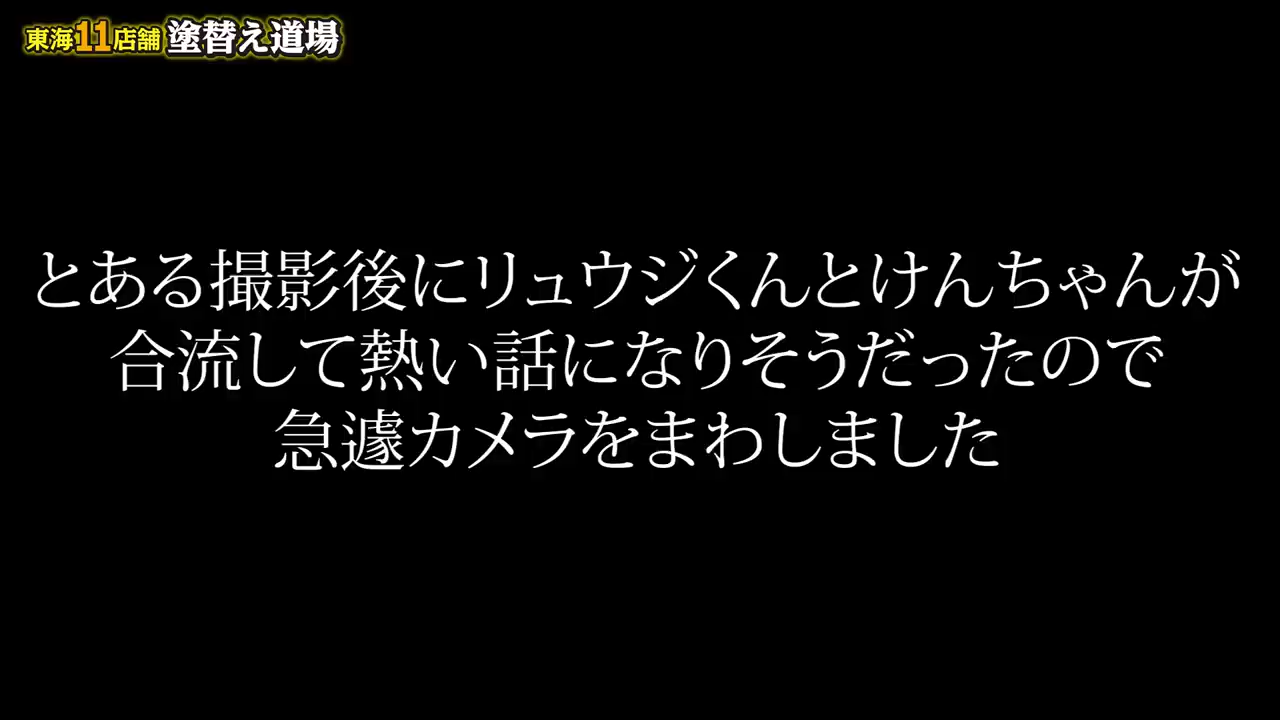 東海11店舗 塗替え道場
とある撮影後にリュウジくんとけんちゃんが
合流して熱い話になりそうだったので
急遽カメラをまわしました